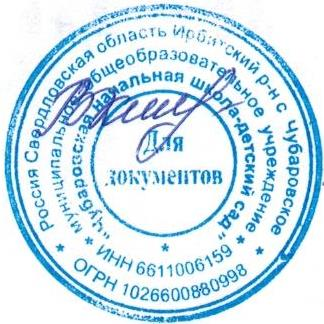 Россия Свердловская область Ирбитский р-н с Чубаровское
* муниципальное общеобразовательное учреждение *
"Чубаровская начальная школа-детский сад"
* ИНН 6611006159 *
* ОГРН 1026600880998 *
Для
документов